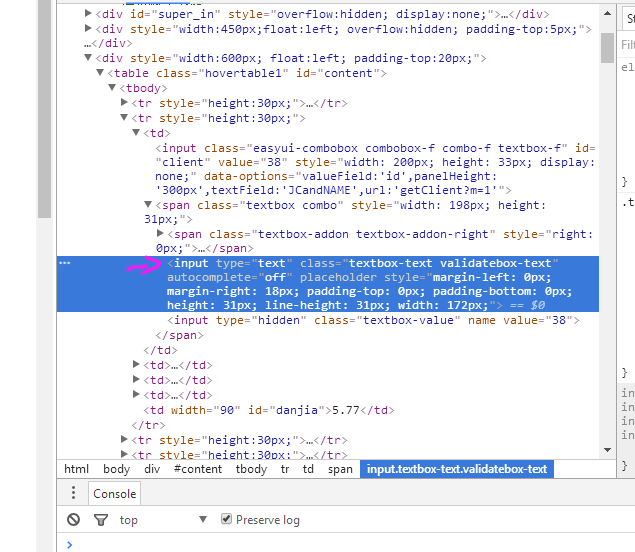 <div id="super_in" style="overflow:hidden; display:none;">…</div>
<div style="width:450px;float:left; overflow:hidden; padding-top:5px;">
…</div>
<div style="width:600px; float:left; padding-top:20px;">
<table class="hovertable1" id="content">
<tbody>
<tr style="height:30px;">…</tr>
<tr style="height:30px;">
<td>
<input class="easyui-combobox combobox-f combo-f textbox-f" id=
"client" value="38" style="width: 200px; height: 33px; display:
none;" data-options="valueField:'id',panelHeight:
'300px',textField:'JCandNAME',url:'getClient?m=1'">
<span class="textbox combo" style="width: 198px; height:
31px;">
<span class="textbox-addon textbox-addon-right" style="right:
0px;">…</span>
<input type="text" class="textbox-text validatebox-text"
autocomplete="off" placeholder style="margin-left: 0px;
margin-right: 18px; padding-top: 0px; padding-bottom: 0px;
height: 31px; line-height: 31px; width: 172px;"> == $0
<input type="hidden" class="textbox-value" name value="38">
</span>
</td>
<td>…</td>
<td>…</td>
<td>…</td>
<td width="90" id="danjia">5.77</td>
</tr>
<tr style="height:30px;">…</tr>
<tr style="height:30px;">…</tr>
html body div #content tbody tr td span input.textbox-text.validatebox-text
Console
top Preserve log
>
St
Filt
el
}
.t
}
in
in
in
in
}